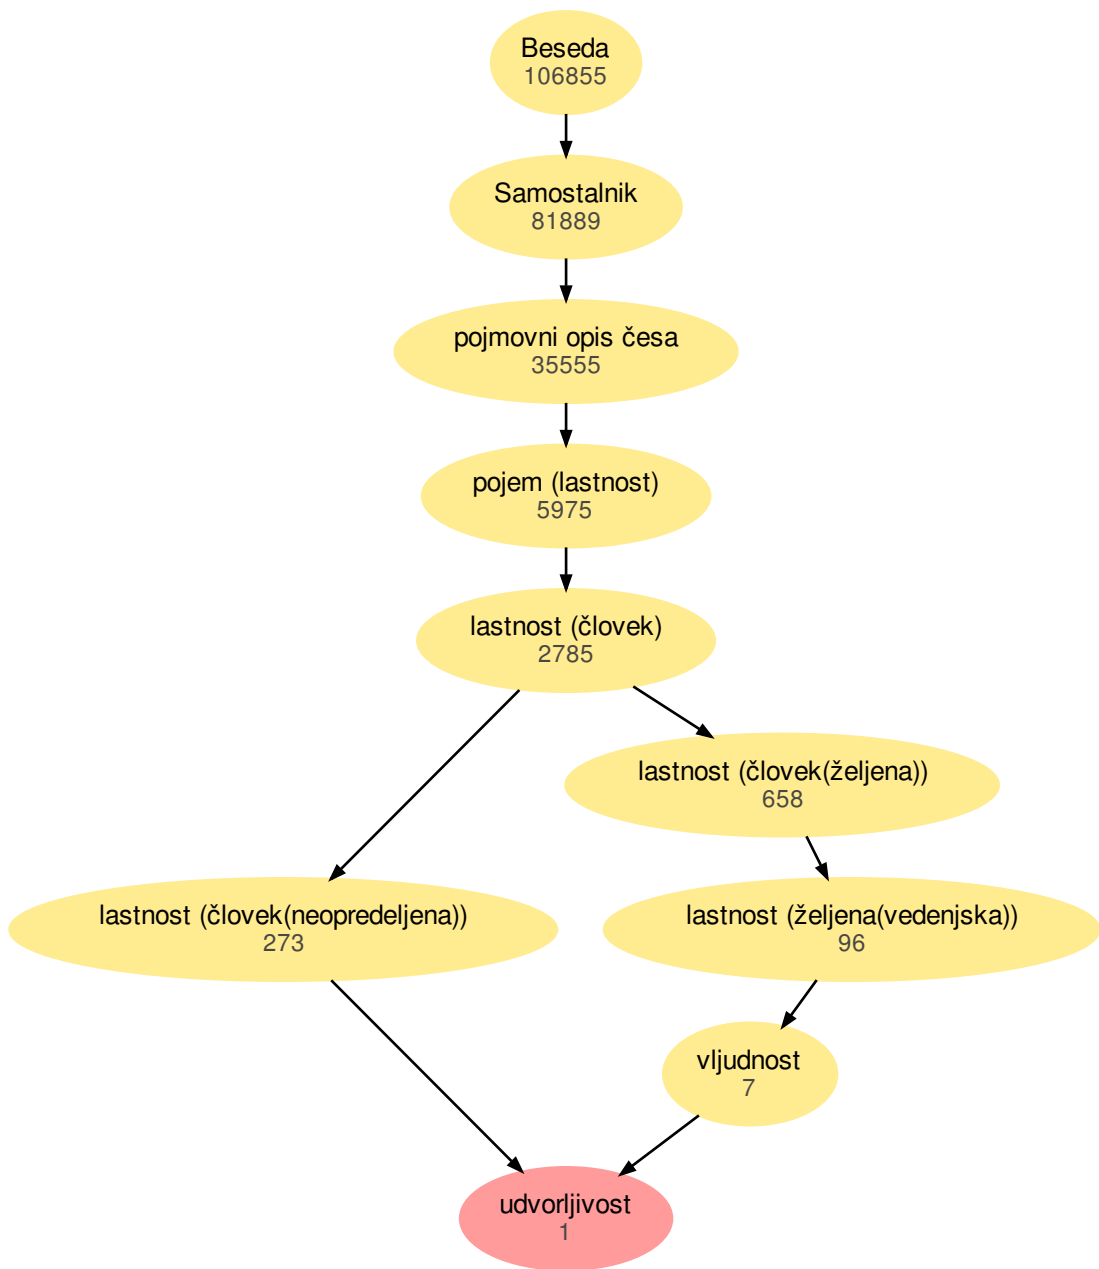 Beseda
106855
Samostalnik
81889
pojmovni opis česa
35555
pojem (lastnost)
5975
lastnost (človek)
2785
lastnost (človek(željena))
658
lastnost (človek(neopredeljena))
273
lastnost (željena(vedenjska))
96
vljudnost
7
udvorljivost
1